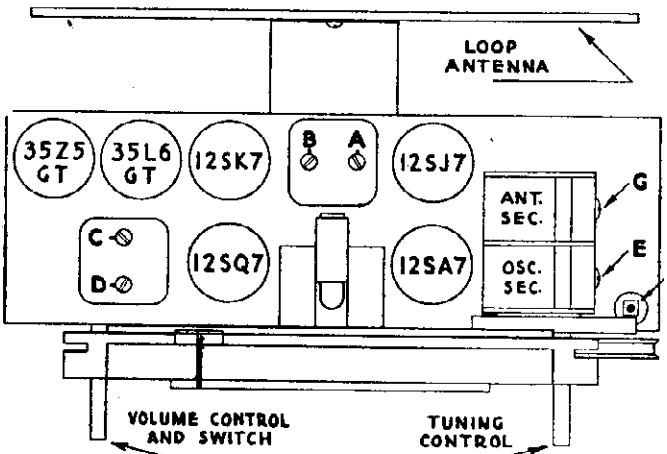 LOOP
ANTENNA
35Z5
GT
35L6
GT
12SK7
B A
12SJ7
G
ANT.
SEC.
C
D
12SQ7
12SA7
OSC.
SEC.
E
VOLUME CONTROL
AND SWITCH
TUNING
CONTROL